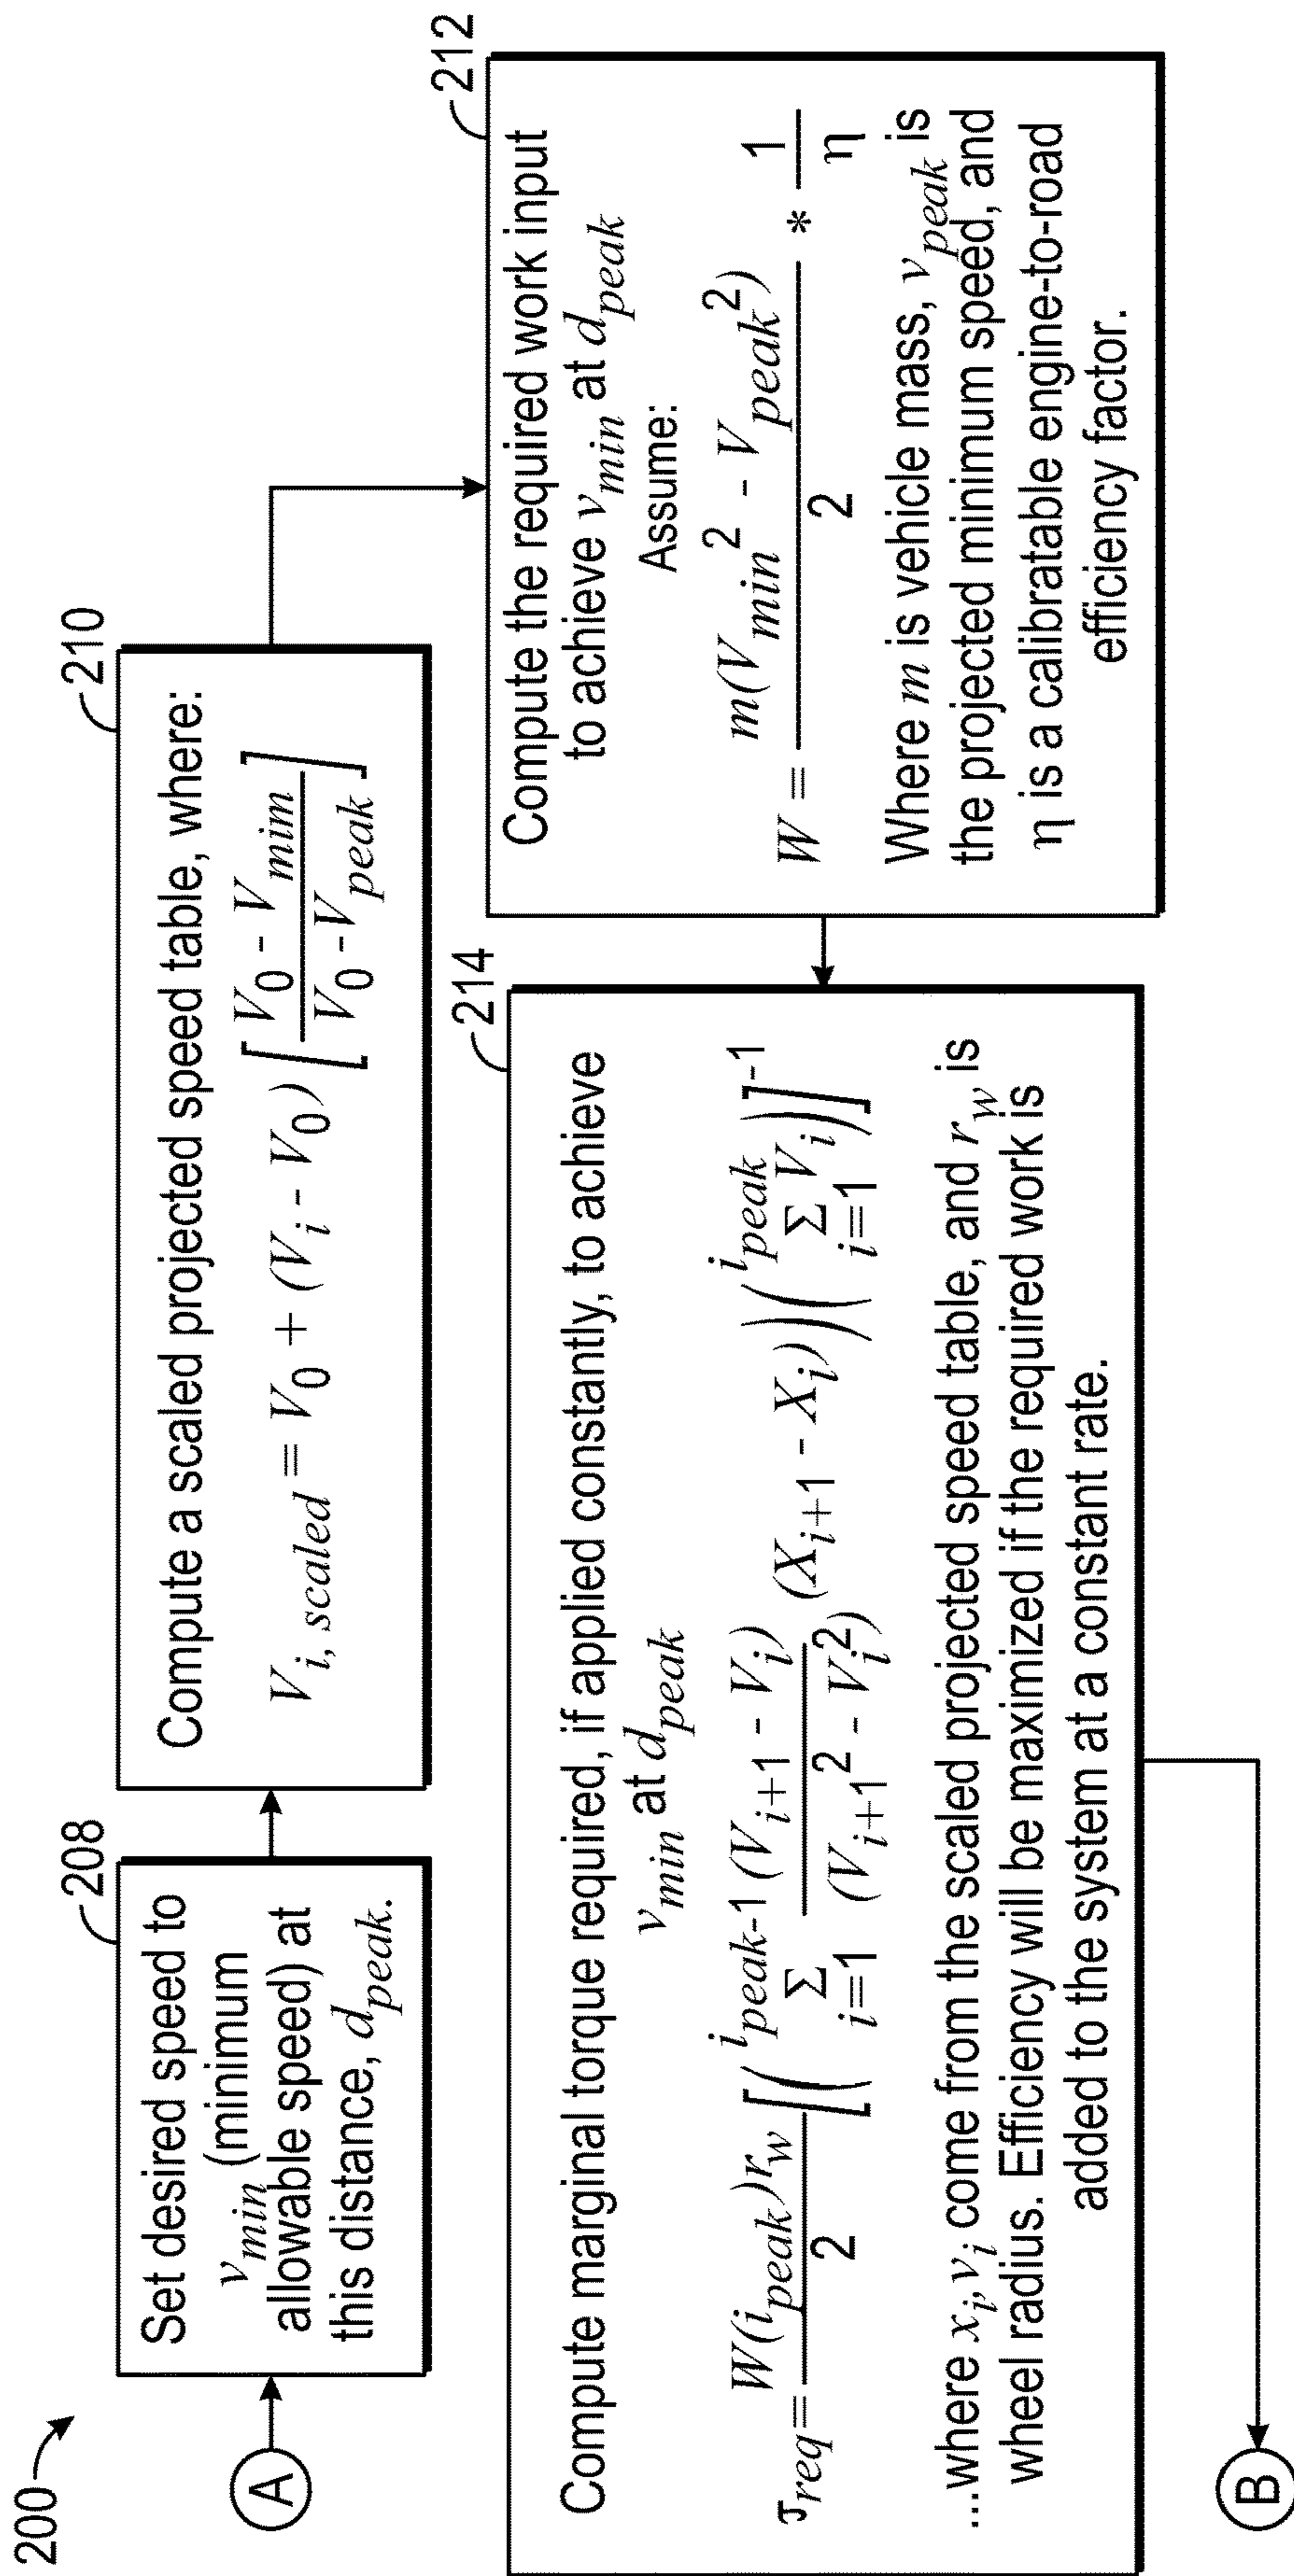 200
A
208
Set desired speed to
v_min (minimum
allowable speed) at
this distance, d_peak.
210
Compute a scaled projected speed table, where:
V_i, scaled = V_0 + (V_i - V_0) [ (V_0 - V_mim) / (V_0 - V_peak) ]
212
Compute the required work input
to achieve v_min at d_peak
Assume:
W = m(V_min^2 - V_peak^2) / 2 * 1/η
Where m is vehicle mass, v_peak is
the projected minimum speed, and
η is a calibratable engine-to-road
efficiency factor.
214
Compute marginal torque required, if applied constantly, to achieve
v_min at d_peak
τ_req = W(i_peak)r_w / 2 [ ( Σ_{i=1}^{i_peak-1} (V_{i+1} - V_i) / (V_{i+1}^2 - V_i^2) (X_{i+1} - X_i) ) ( Σ_{i=1}^{i_peak} V_i ) ]^-1
...where x_i, v_i come from the scaled projected speed table, and r_w is
wheel radius. Efficiency will be maximized if the required work is
added to the system at a constant rate.
B